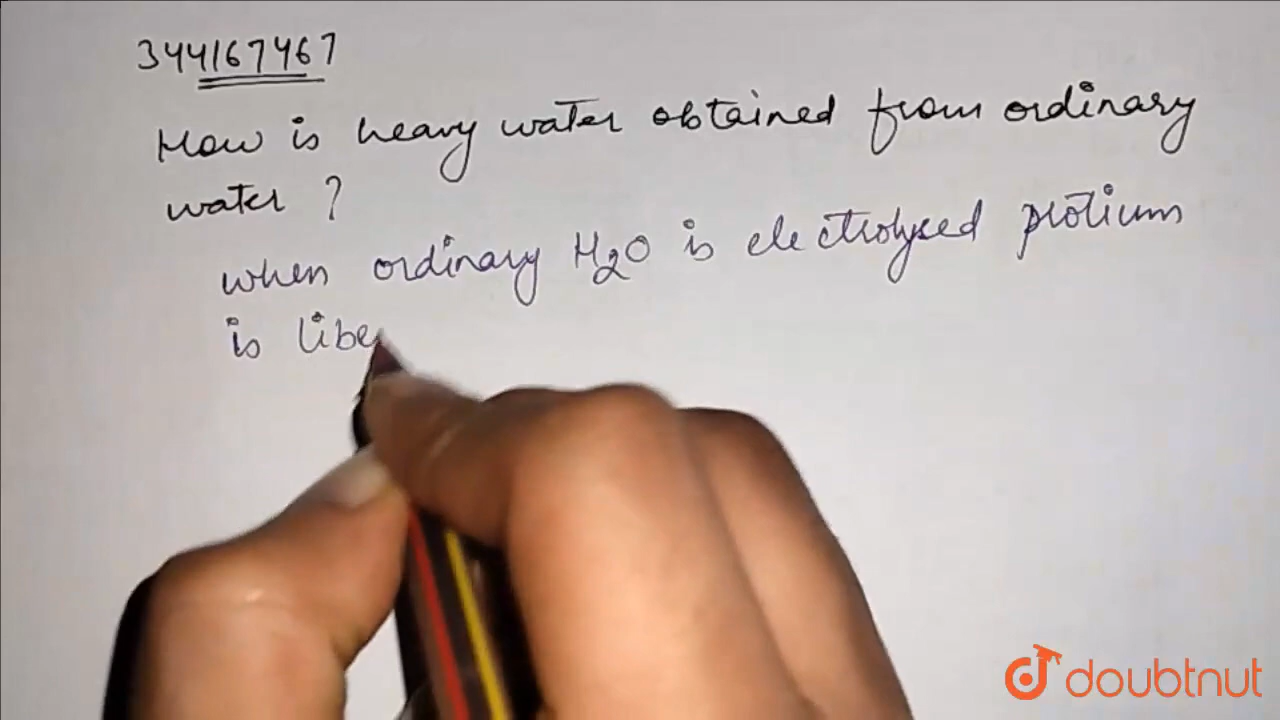 344167467
How is heavy water obtained from ordinary
water ?
when ordinary H2O is electrolysed protium
is libe
doubtnut